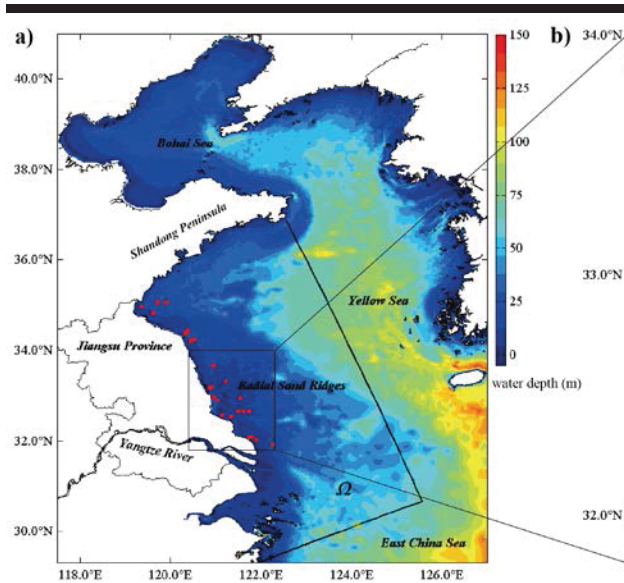 a)
b)
150
125
100
75
50
25
0
water depth (m)
40.0°N
38.0°N
36.0°N
34.0°N
32.0°N
30.0°N
118.0°E
120.0°E
122.0°E
124.0°E
126.0°E
34.0°N
33.0°N
32.0°N
Bohai Sea
Shandong Peninsula
Yellow Sea
Jiangsu Province
Radial Sand Ridges
Yangtze River
Ω
East China Sea